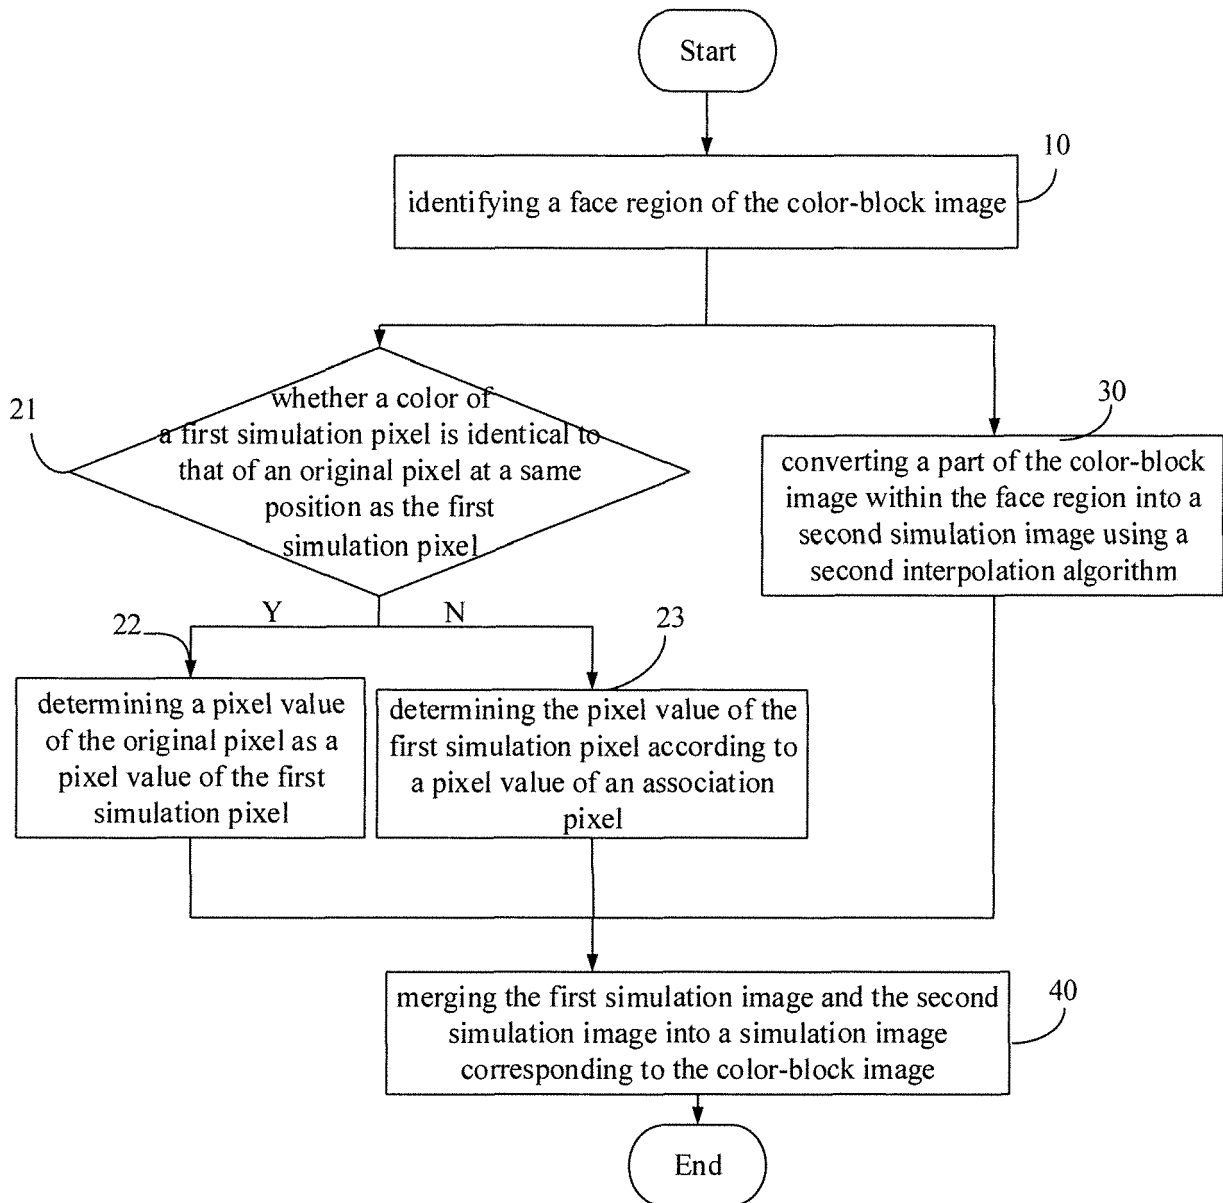 Start
10
identifying a face region of the color-block image
21
whether a color of
a first simulation pixel is identical to
that of an original pixel at a same
position as the first
simulation pixel
30
converting a part of the color-block
image within the face region into a
second simulation image using a
second interpolation algorithm
Y
N
22
23
determining a pixel value
of the original pixel as a
pixel value of the first
simulation pixel
determining the pixel value of the
first simulation pixel according to
a pixel value of an association
pixel
merging the first simulation image and the second
simulation image into a simulation image
corresponding to the color-block image
40
End